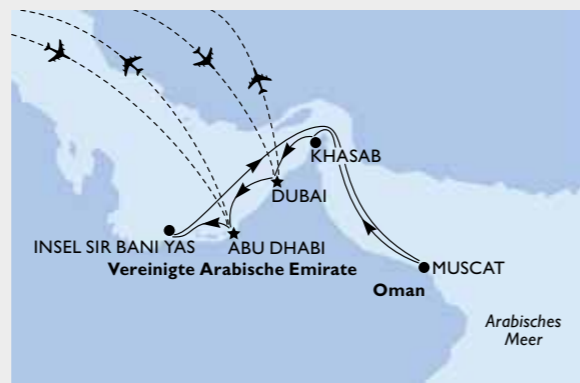 KHASAB
DUBAI
INSEL SIR BANI YAS
ABU DHABI
Vereinigte Arabische Emirate
MUSCAT
Oman
Arabisches
Meer